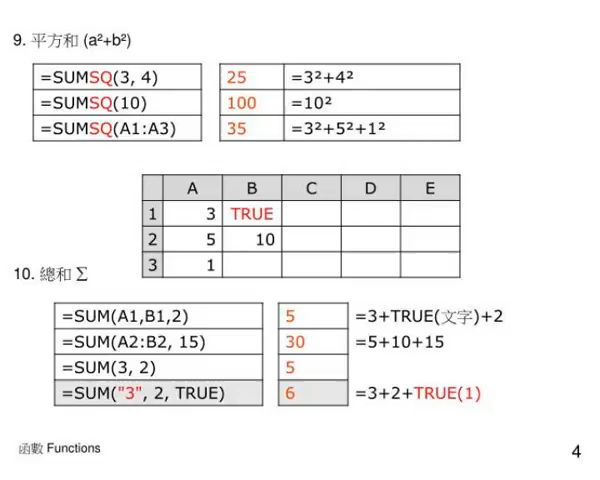 9. 平方和 (a²+b²)
=SUMSQ(3, 4) 25 =3²+4²
=SUMSQ(10) 100 =10²
=SUMSQ(A1:A3) 35 =3²+5²+1²
A B C D E
1 3 TRUE
2 5 10
3 1
10. 總和 Σ
=SUM(A1,B1,2) 5 =3+TRUE(文字)+2
=SUM(A2:B2, 15) 30 =5+10+15
=SUM(3, 2) 5
=SUM("3", 2, TRUE) 6 =3+2+TRUE(1)
函數 Functions
4